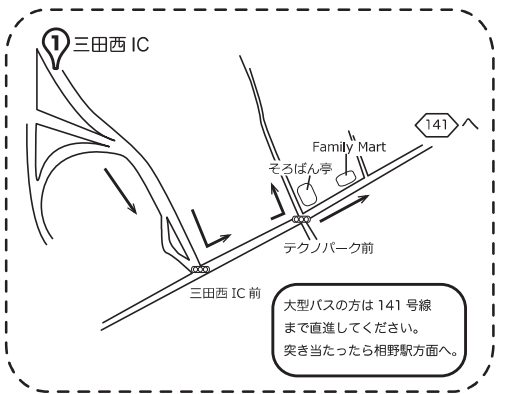 1 三田西 IC
141 へ
Family Mart
そろばん亭
テクノパーク前
三田西 IC 前
大型バスの方は 141 号線
まで直進してください。
突き当たったら相野駅方面へ。